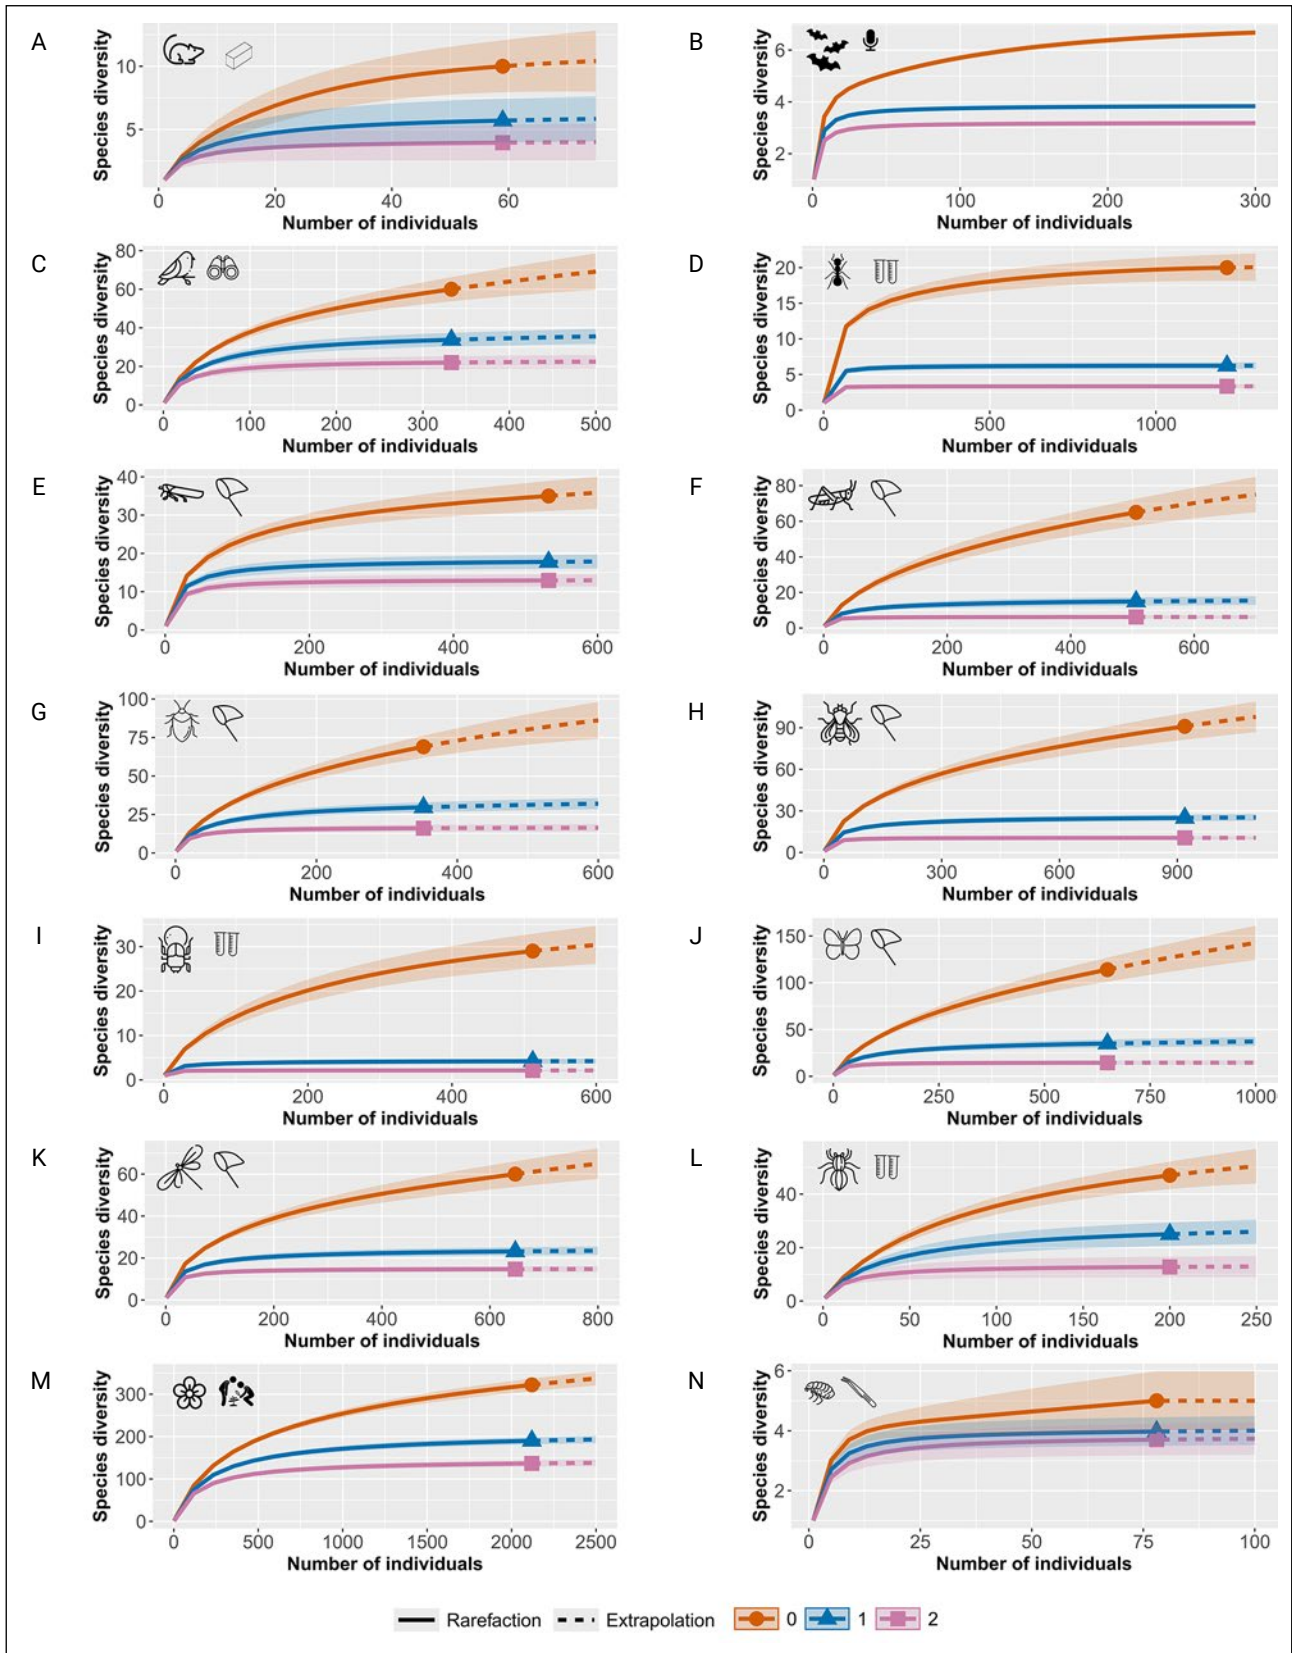 A
Species diversity
10
5
0
20
40
60
Number of individuals
B
Species diversity
6
4
2
0
100
200
300
Number of individuals
C
Species diversity
80
60
40
20
0
0
100
200
300
400
500
Number of individuals
D
Species diversity
20
15
10
5
0
0
500
1000
Number of individuals
E
Species diversity
40
30
20
10
0
200
400
600
Number of individuals
F
Species diversity
80
60
40
20
0
0
200
400
600
Number of individuals
G
Species diversity
100
75
50
25
0
0
200
400
600
Number of individuals
H
Species diversity
90
60
30
0
0
300
600
900
Number of individuals
I
Species diversity
30
20
10
0
0
200
400
600
Number of individuals
J
Species diversity
150
100
50
0
0
250
500
750
1000
Number of individuals
K
Species diversity
60
40
20
0
0
200
400
600
800
Number of individuals
L
Species diversity
40
20
0
0
50
100
150
200
250
Number of individuals
M
Species diversity
300
200
100
0
0
500
1000
1500
2000
2500
Number of individuals
N
Species diversity
6
4
2
0
25
50
75
100
Number of individuals
Rarefaction
Extrapolation
0
1
2